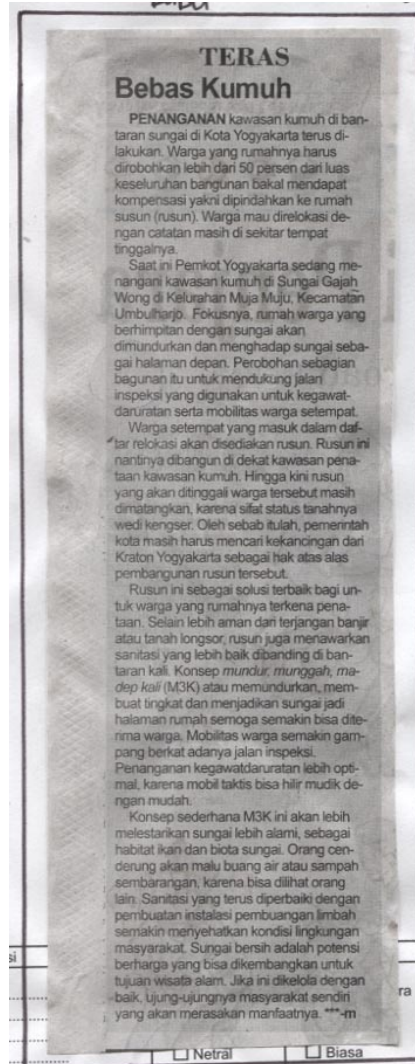 TERAS
Bebas Kumuh
PENANGANAN kawasan kumuh di ban-
taran sungai di Kota Yogyakarta terus di-
lakukan. Warga yang rumahnya harus
dirobohkan lebih dari 50 persen dari luas
keseluruhan bangunan bakal mendapat
kompensasi yakni dipindahkan ke rumah
susun (rusun). Warga mau direlokasi de-
ngan catatan masih di sekitar tempat
tinggalnya.
Saat ini Pemkot Yogyakarta sedang me-
nangani kawasan kumuh di Sungai Gajah
Wong di Kelurahan Muja Muju, Kecamatan
Umbulharjo. Fokusnya, rumah warga yang
berhimpitan dengan sungai akan
dimundurkan dan menghadap sungai seba-
gai halaman depan. Perobohan sebagian
bagunan itu untuk mendukung jalan
inspeksi yang digunakan untuk kegawat-
daruratan serta mobilitas warga setempat.
Warga setempat yang masuk dalam daf-
tar relokasi akan disediakan rusun. Rusun ini
nantinya dibangun di dekat kawasan pena-
taan kawasan kumuh. Hingga kini rusun
yang akan ditinggali warga tersebut masih
dimatangkan, karena sifat status tanahnya
wedi kengser. Oleh sebab itulah, pemerintah
kota masih harus mencari kekancingan dari
Kraton Yogyakarta sebagai hak atas alas
pembangunan rusun tersebut.
Rusun ini sebagai solusi terbaik bagi un-
tuk warga yang rumahnya terkena pena-
taan. Selain lebih aman dari terjangan banjir
atau tanah longsor, rusun juga menawarkan
sanitasi yang lebih baik dibanding di ban-
taran kali. Konsep mundur, munggah, ma-
dep kali (M3K) atau memundurkan, mem-
buat tingkat dan menjadikan sungai jadi
halaman rumah semoga semakin bisa dite-
rima warga. Mobilitas warga semakin gam-
pang berkat adanya jalan inspeksi.
Penanganan kegawatdaruratan lebih opti-
mal, karena mobil taktis bisa hilir mudik de-
ngan mudah.
Konsep sederhana M3K ini akan lebih
melestarikan sungai lebih alami, sebagai
habitat ikan dan biota sungai. Orang cen-
derung akan malu buang air atau sampah
sembarangan, karena bisa dilihat orang
lain. Sanitasi yang terus diperbaiki dengan
pembuatan instalasi pembuangan limbah
semakin menyehatkan kondisi lingkungan
masyarakat. Sungai bersih adalah potensi
berharga yang bisa dikembangkan untuk
tujuan wisata alam. Jika ini dikelola dengan
baik, ujung-ujungnya masyarakat sendiri
yang akan merasakan manfaatnya. ***-m
si
ra
Netral
Biasa